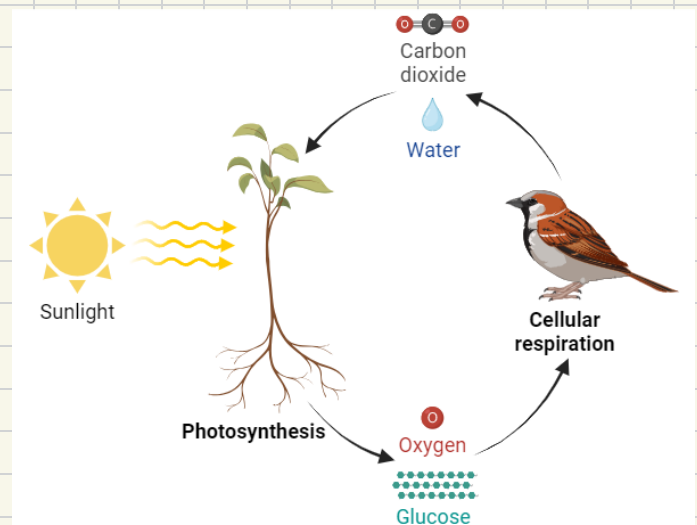 O C O
Carbon
dioxide
Water
Sunlight
Cellular
respiration
Photosynthesis
O
Oxygen
Glucose